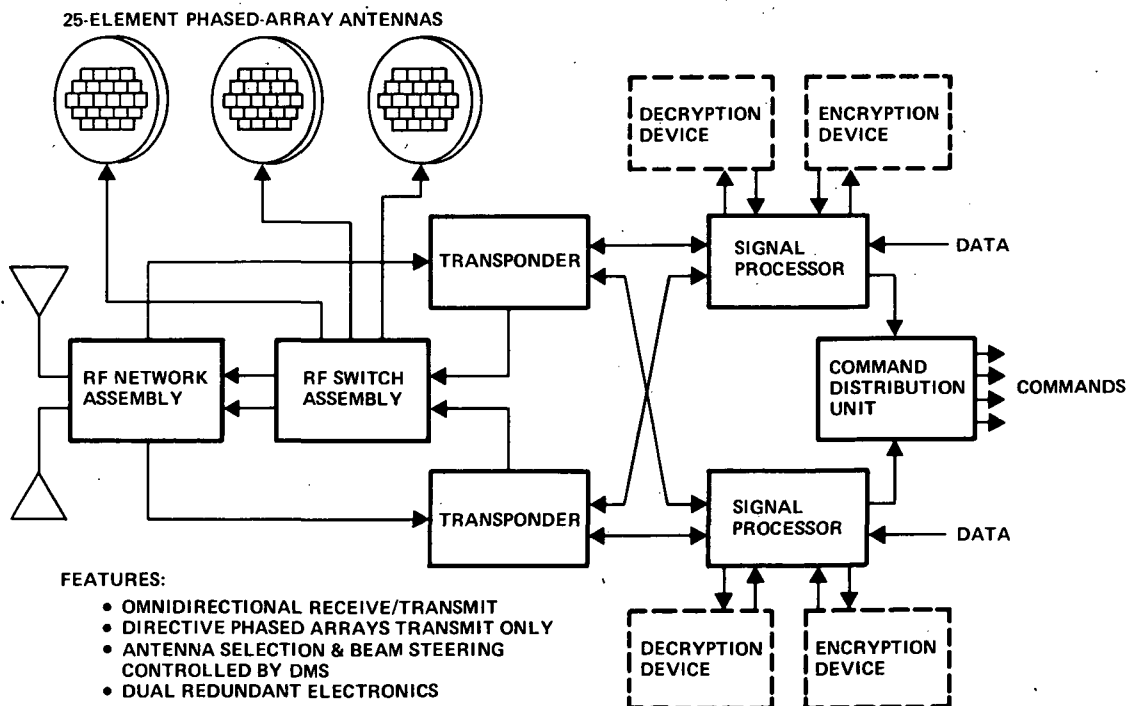 25-ELEMENT PHASED-ARRAY ANTENNAS
DECRYPTION
DEVICE
ENCRYPTION
DEVICE
TRANSPONDER
SIGNAL
PROCESSOR
DATA
RF NETWORK
ASSEMBLY
RF SWITCH
ASSEMBLY
COMMAND
DISTRIBUTION
UNIT
COMMANDS
TRANSPONDER
SIGNAL
PROCESSOR
DATA
FEATURES:
• OMNIDIRECTIONAL RECEIVE/TRANSMIT
• DIRECTIVE PHASED ARRAYS TRANSMIT ONLY
• ANTENNA SELECTION & BEAM STEERING
CONTROLLED BY DMS
• DUAL REDUNDANT ELECTRONICS
DECRYPTION
DEVICE
ENCRYPTION
DEVICE